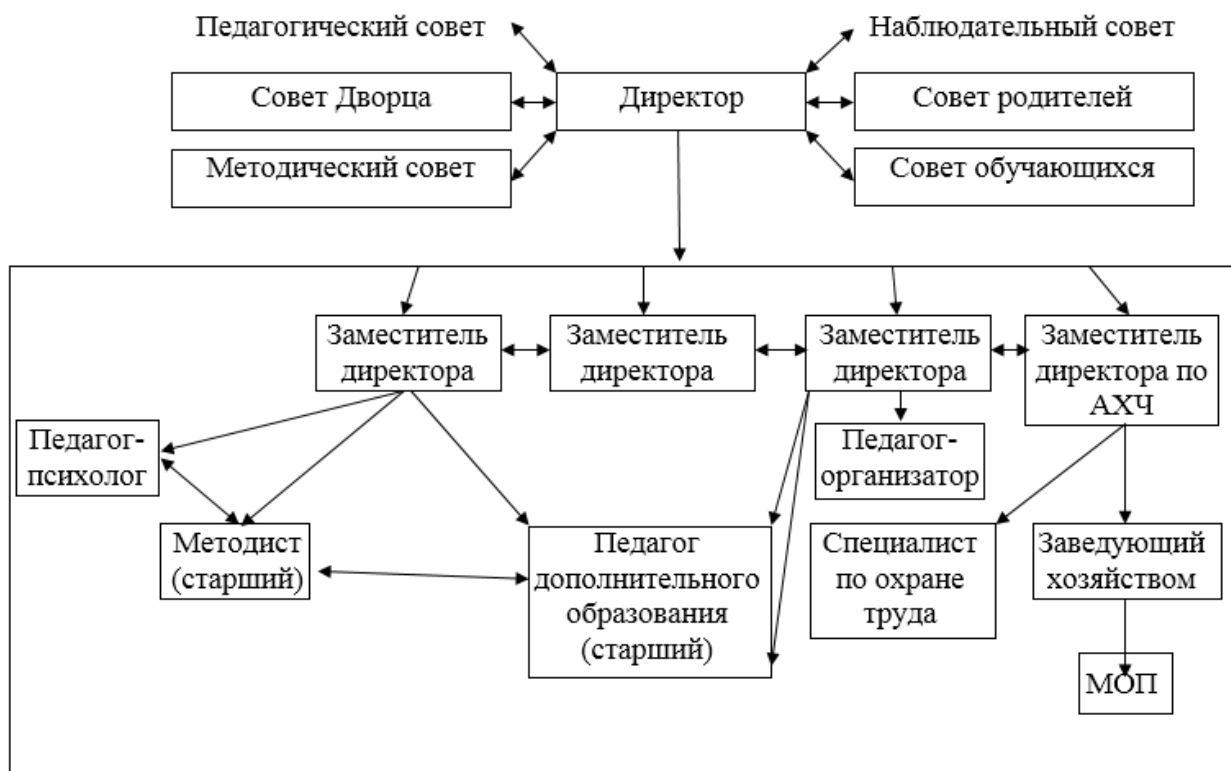 Педагогический совет
Наблюдательный совет
Совет Дворца
Директор
Совет родителей
Методический совет
Совет обучающихся
Заместитель
директора
Заместитель
директора
Заместитель
директора
Заместитель
директора по
АХЧ
Педагог-
психолог
Педагог-
организатор
Методист
(старший)
Педагог
дополнительного
образования
(старший)
Специалист
по охране
труда
Заведующий
хозяйством
МОП